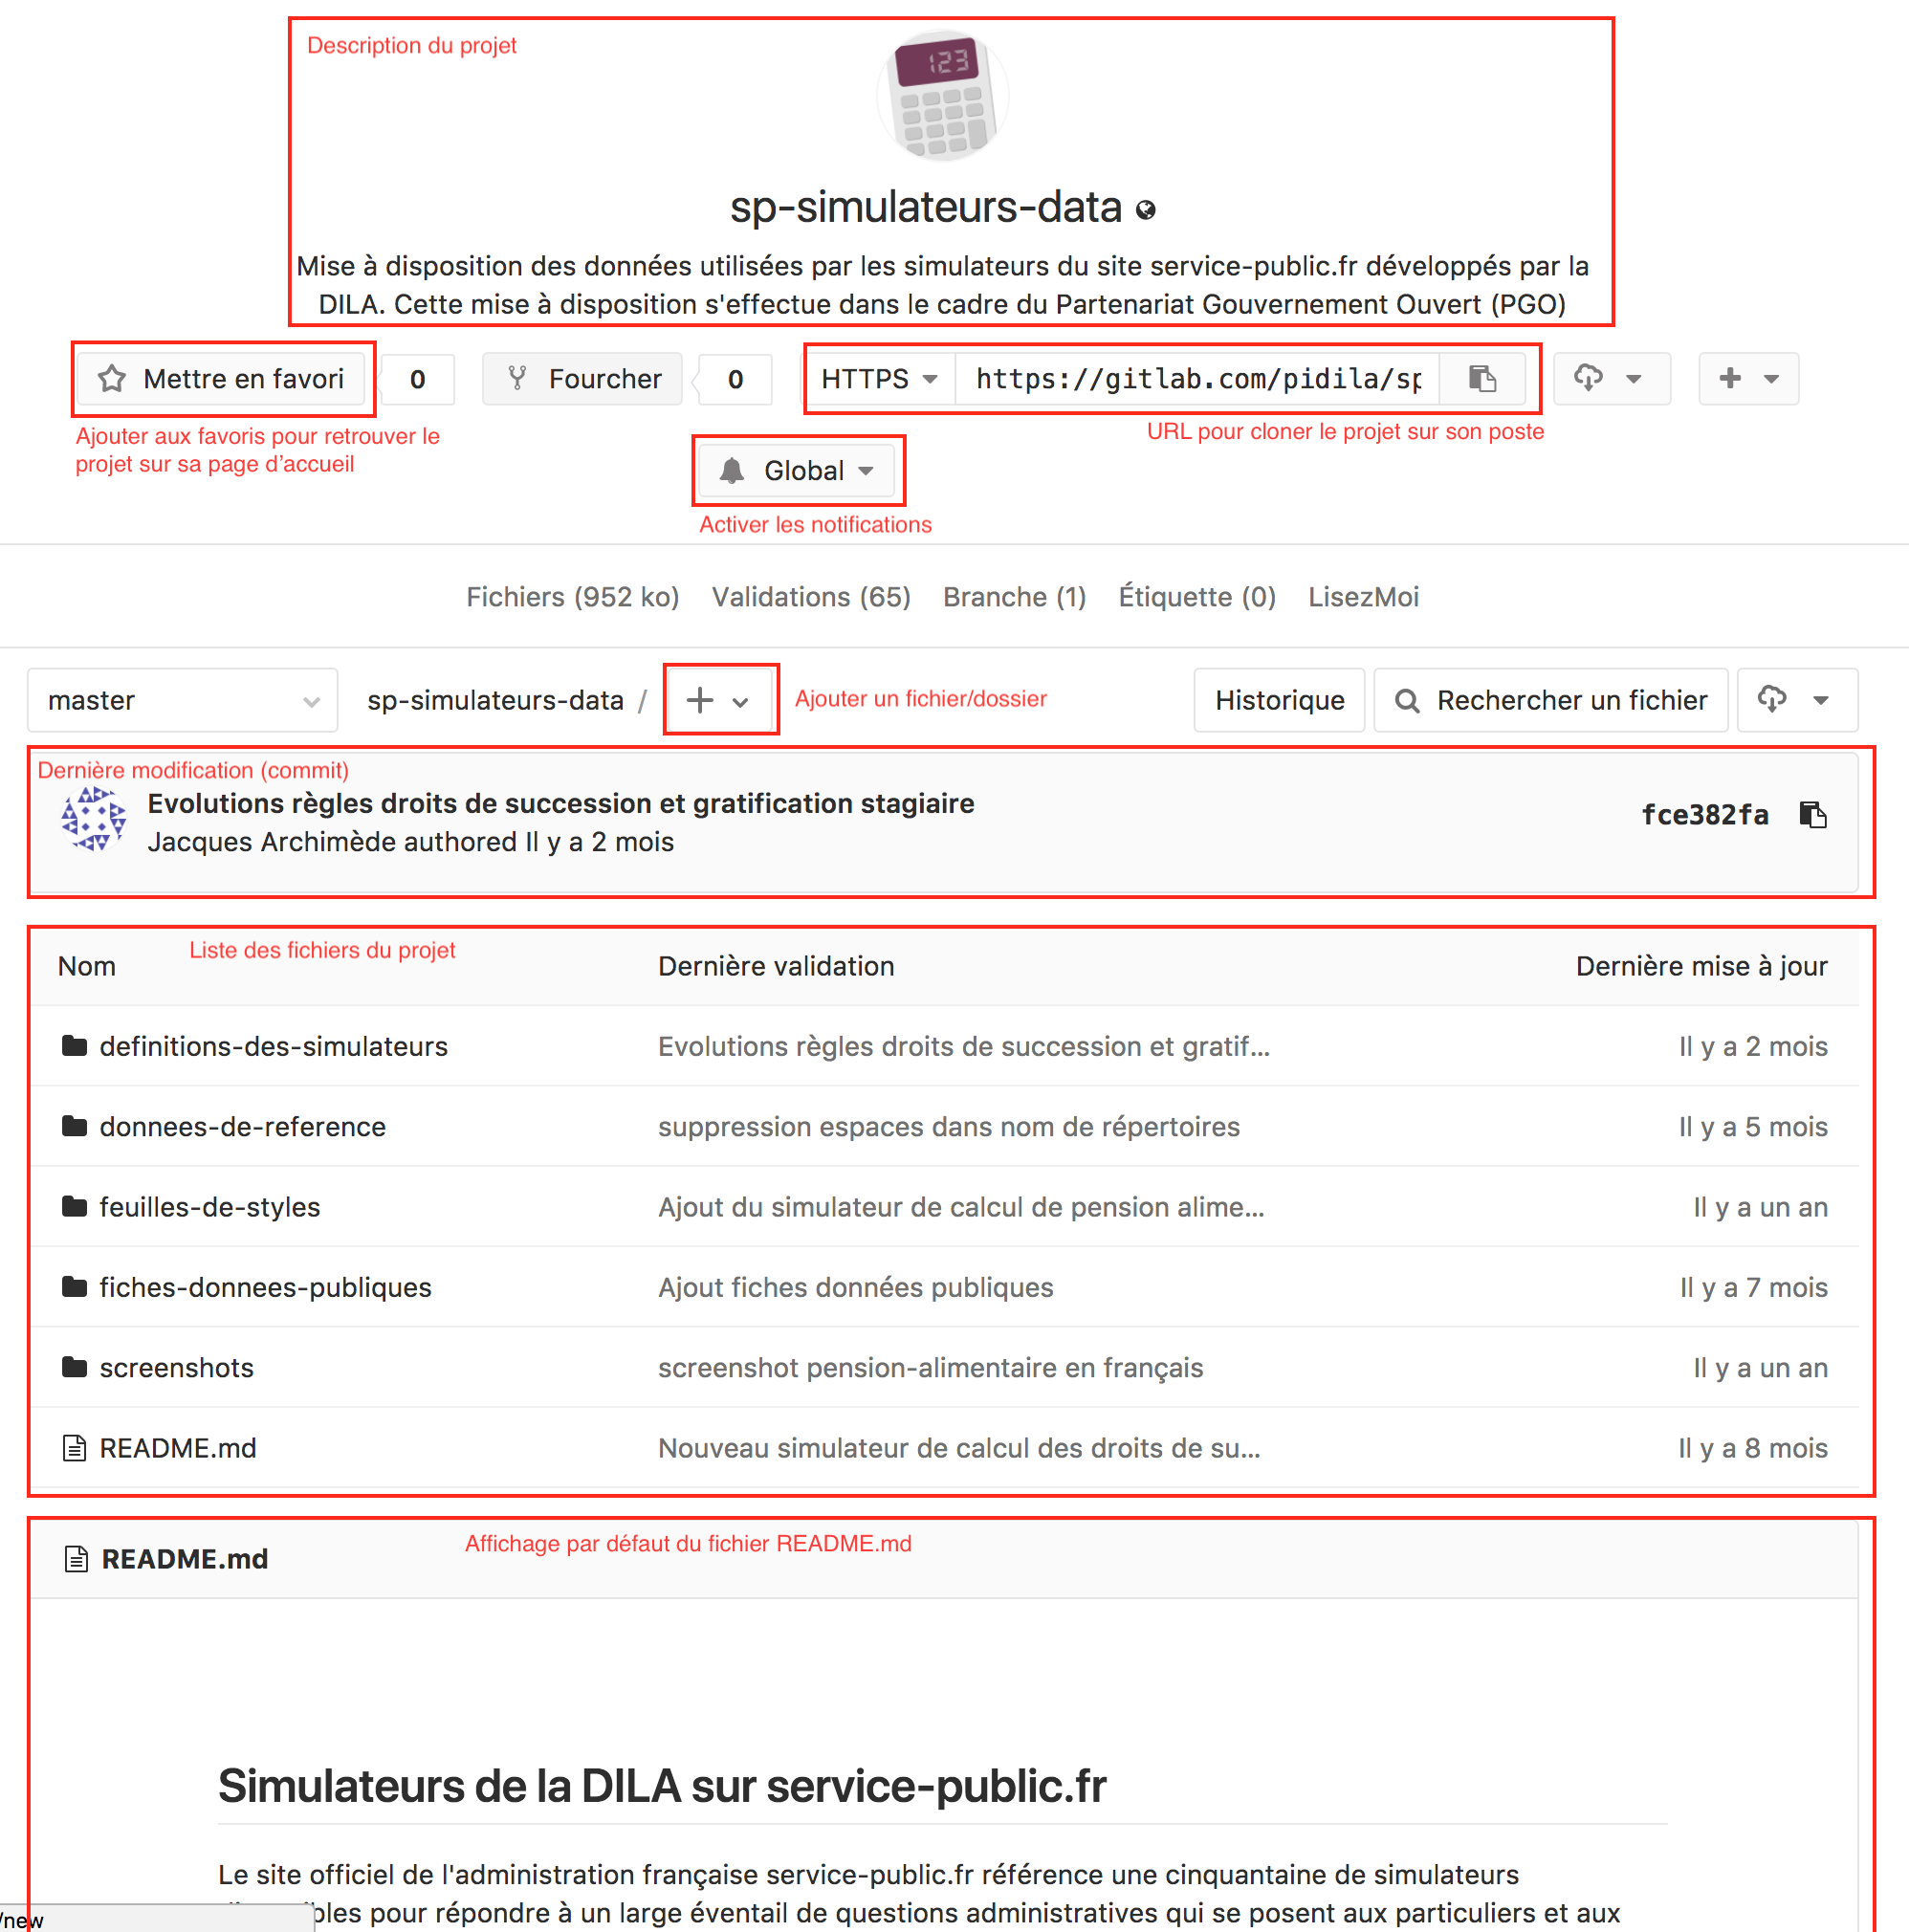 Description du projet
123
sp-simulateurs-data
Mise à disposition des données utilisées par les simulateurs du site service-public.fr développés par la
DILA. Cette mise à disposition s'effectue dans le cadre du Partenariat Gouvernement Ouvert (PGO)
Mettre en favori 0 Fourcher 0 HTTPS https://gitlab.com/pidila/sp
Ajouter aux favoris pour retrouver le
projet sur sa page d’accueil
URL pour cloner le projet sur son poste
Global
Activer les notifications
Fichiers (952 ko) Validations (65) Branche (1) Étiquette (0) LisezMoi
master sp-simulateurs-data / + Ajouter un fichier/dossier Historique Rechercher un fichier
Dernière modification (commit)
Evolutions règles droits de succession et gratification stagiaire
Jacques Archimède authored Il y a 2 mois
fce382fa
Liste des fichiers du projet
Nom Dernière validation Dernière mise à jour
definitions-des-simulateurs Evolutions règles droits de succession et gratif... Il y a 2 mois
donnees-de-reference suppression espaces dans nom de répertoires Il y a 5 mois
feuilles-de-styles Ajout du simulateur de calcul de pension alime... Il y a un an
fiches-donnees-publiques Ajout fiches données publiques Il y a 7 mois
screenshots screenshot pension-alimentaire en français Il y a un an
README.md Nouveau simulateur de calcul des droits de su... Il y a 8 mois
Affichage par défaut du fichier README.md
README.md
Simulateurs de la DILA sur service-public.fr
Le site officiel de l'administration française service-public.fr référence une cinquantaine de simulateurs
bles pour répondre à un large éventail de questions administratives qui se posent aux particuliers et aux
/new